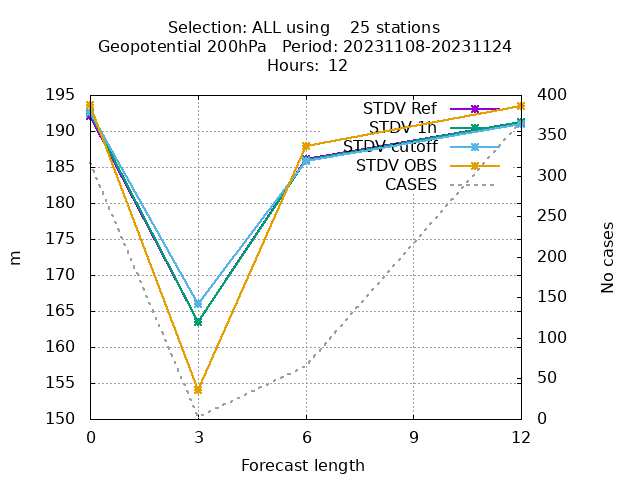 Selection: ALL using    25 stations
Geopotential 200hPa   Period: 20231108-20231124
Hours:  12
195
190
185
180
175
170
165
160
155
150
400
350
300
250
200
150
100
50
0
STDV Ref
STDV 1h
STDV cutoff
STDV OBS
CASES
m
No cases
0 3 6 9 12
Forecast length